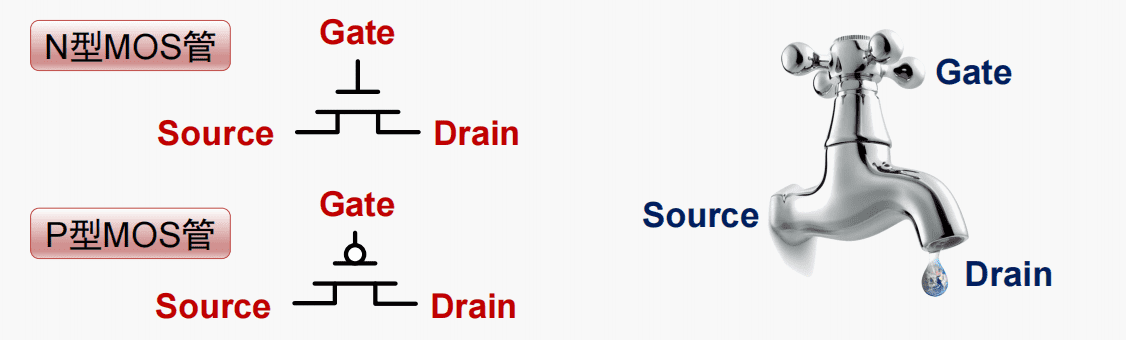 N型MOS管
Gate
Source
Drain
P型MOS管
Gate
Source
Drain
Gate
Source
Drain